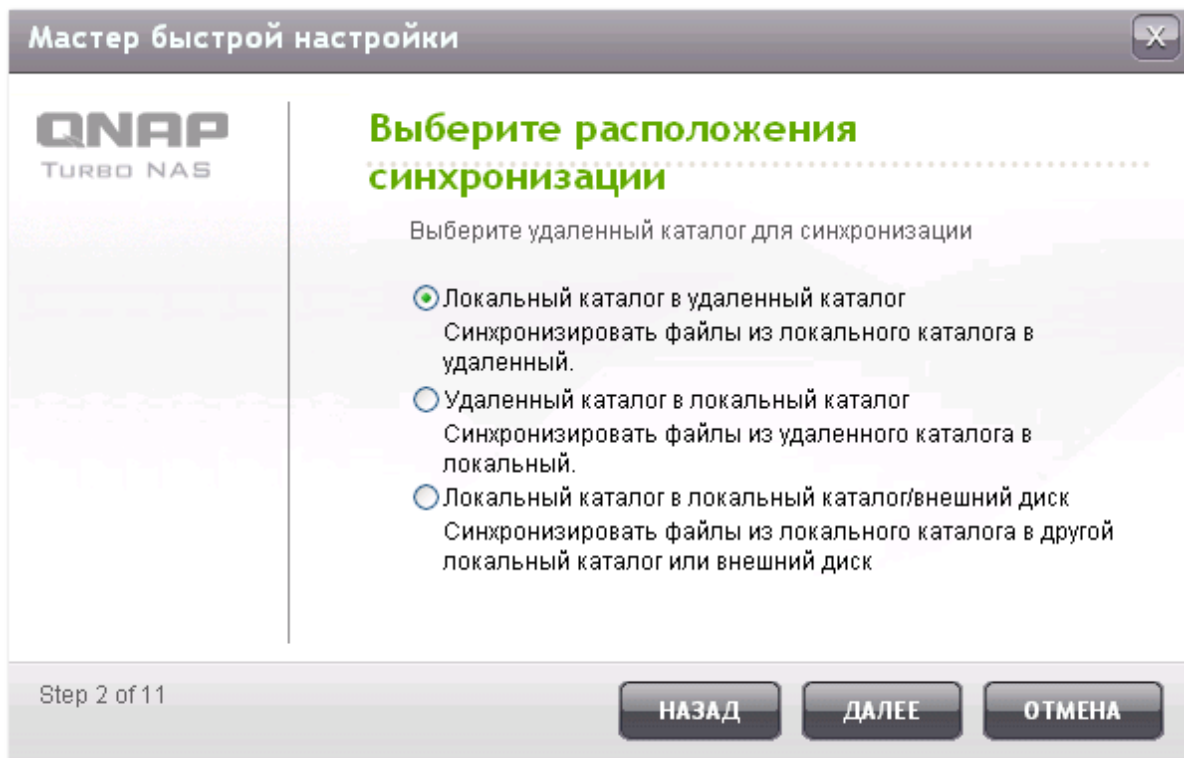 Мастер быстрой настройки
X
QNAP
TURBO NAS
Выберите расположения
синхронизации
Выберите удаленный каталог для синхронизации
Локальный каталог в удаленный каталог
Синхронизировать файлы из локального каталога в
удаленный.
Удаленный каталог в локальный каталог
Синхронизировать файлы из удаленного каталога в
локальный.
Локальный каталог в локальный каталог/внешний диск
Синхронизировать файлы из локального каталога в другой
локальный каталог или внешний диск
Step 2 of 11
НАЗАД
ДАЛЕЕ
ОТМЕНА